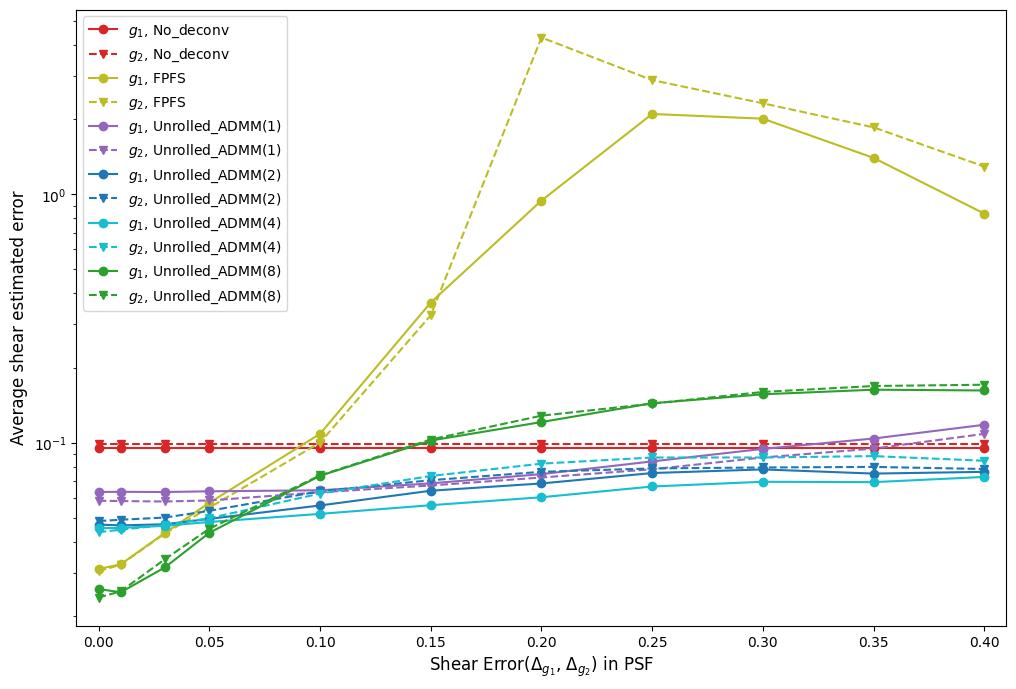 g₁, No_deconv
g₂, No_deconv
g₁, FPFS
g₂, FPFS
g₁, Unrolled_ADMM(1)
g₂, Unrolled_ADMM(1)
g₁, Unrolled_ADMM(2)
g₂, Unrolled_ADMM(2)
g₁, Unrolled_ADMM(4)
g₂, Unrolled_ADMM(4)
g₁, Unrolled_ADMM(8)
g₂, Unrolled_ADMM(8)
Average shear estimated error
10⁰
10⁻¹
0.00 0.05 0.10 0.15 0.20 0.25 0.30 0.35 0.40
Shear Error(Δg₁, Δg₂) in PSF